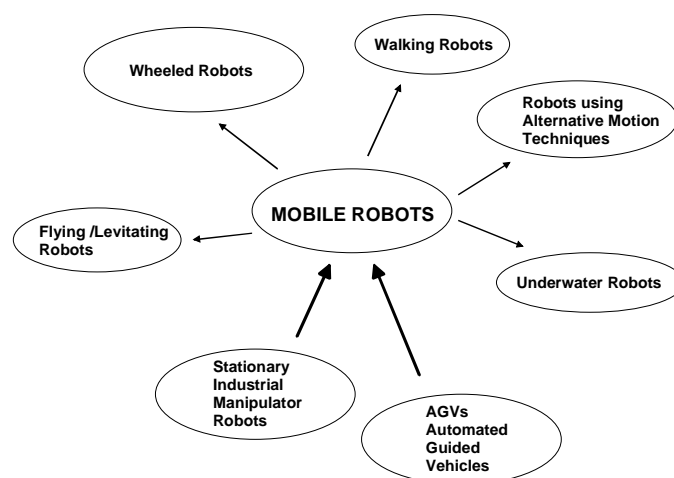 Walking Robots
Wheeled Robots
Robots using
Alternative Motion
Techniques
MOBILE ROBOTS
Flying /Levitating
Robots
Underwater Robots
Stationary
Industrial
Manipulator
Robots
AGVs
Automated
Guided
Vehicles